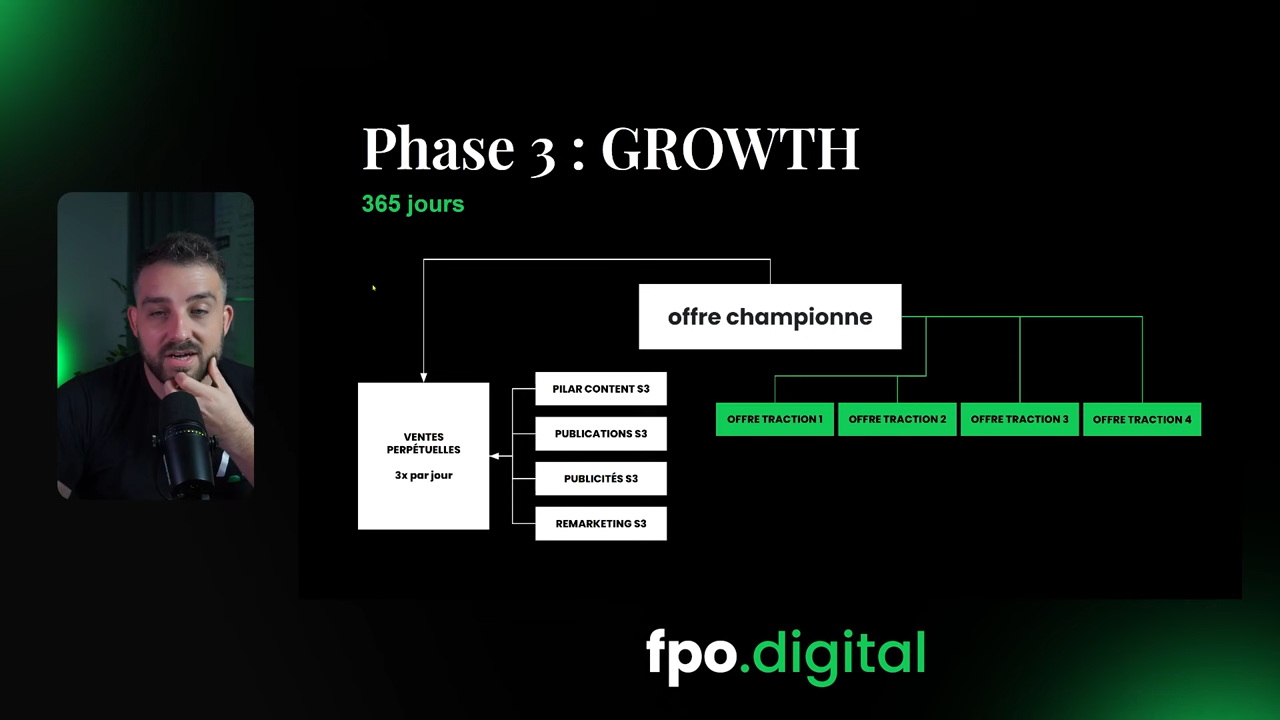 Phase 3 : GROWTH
365 jours
offre championne
VENTES
PERPÉTUELLES
3x par jour
PILAR CONTENT S3
PUBLICATIONS S3
PUBLICITÉS S3
REMARKETING S3
OFFRE TRACTION 1
OFFRE TRACTION 2
OFFRE TRACTION 3
OFFRE TRACTION 4
fpo.digital